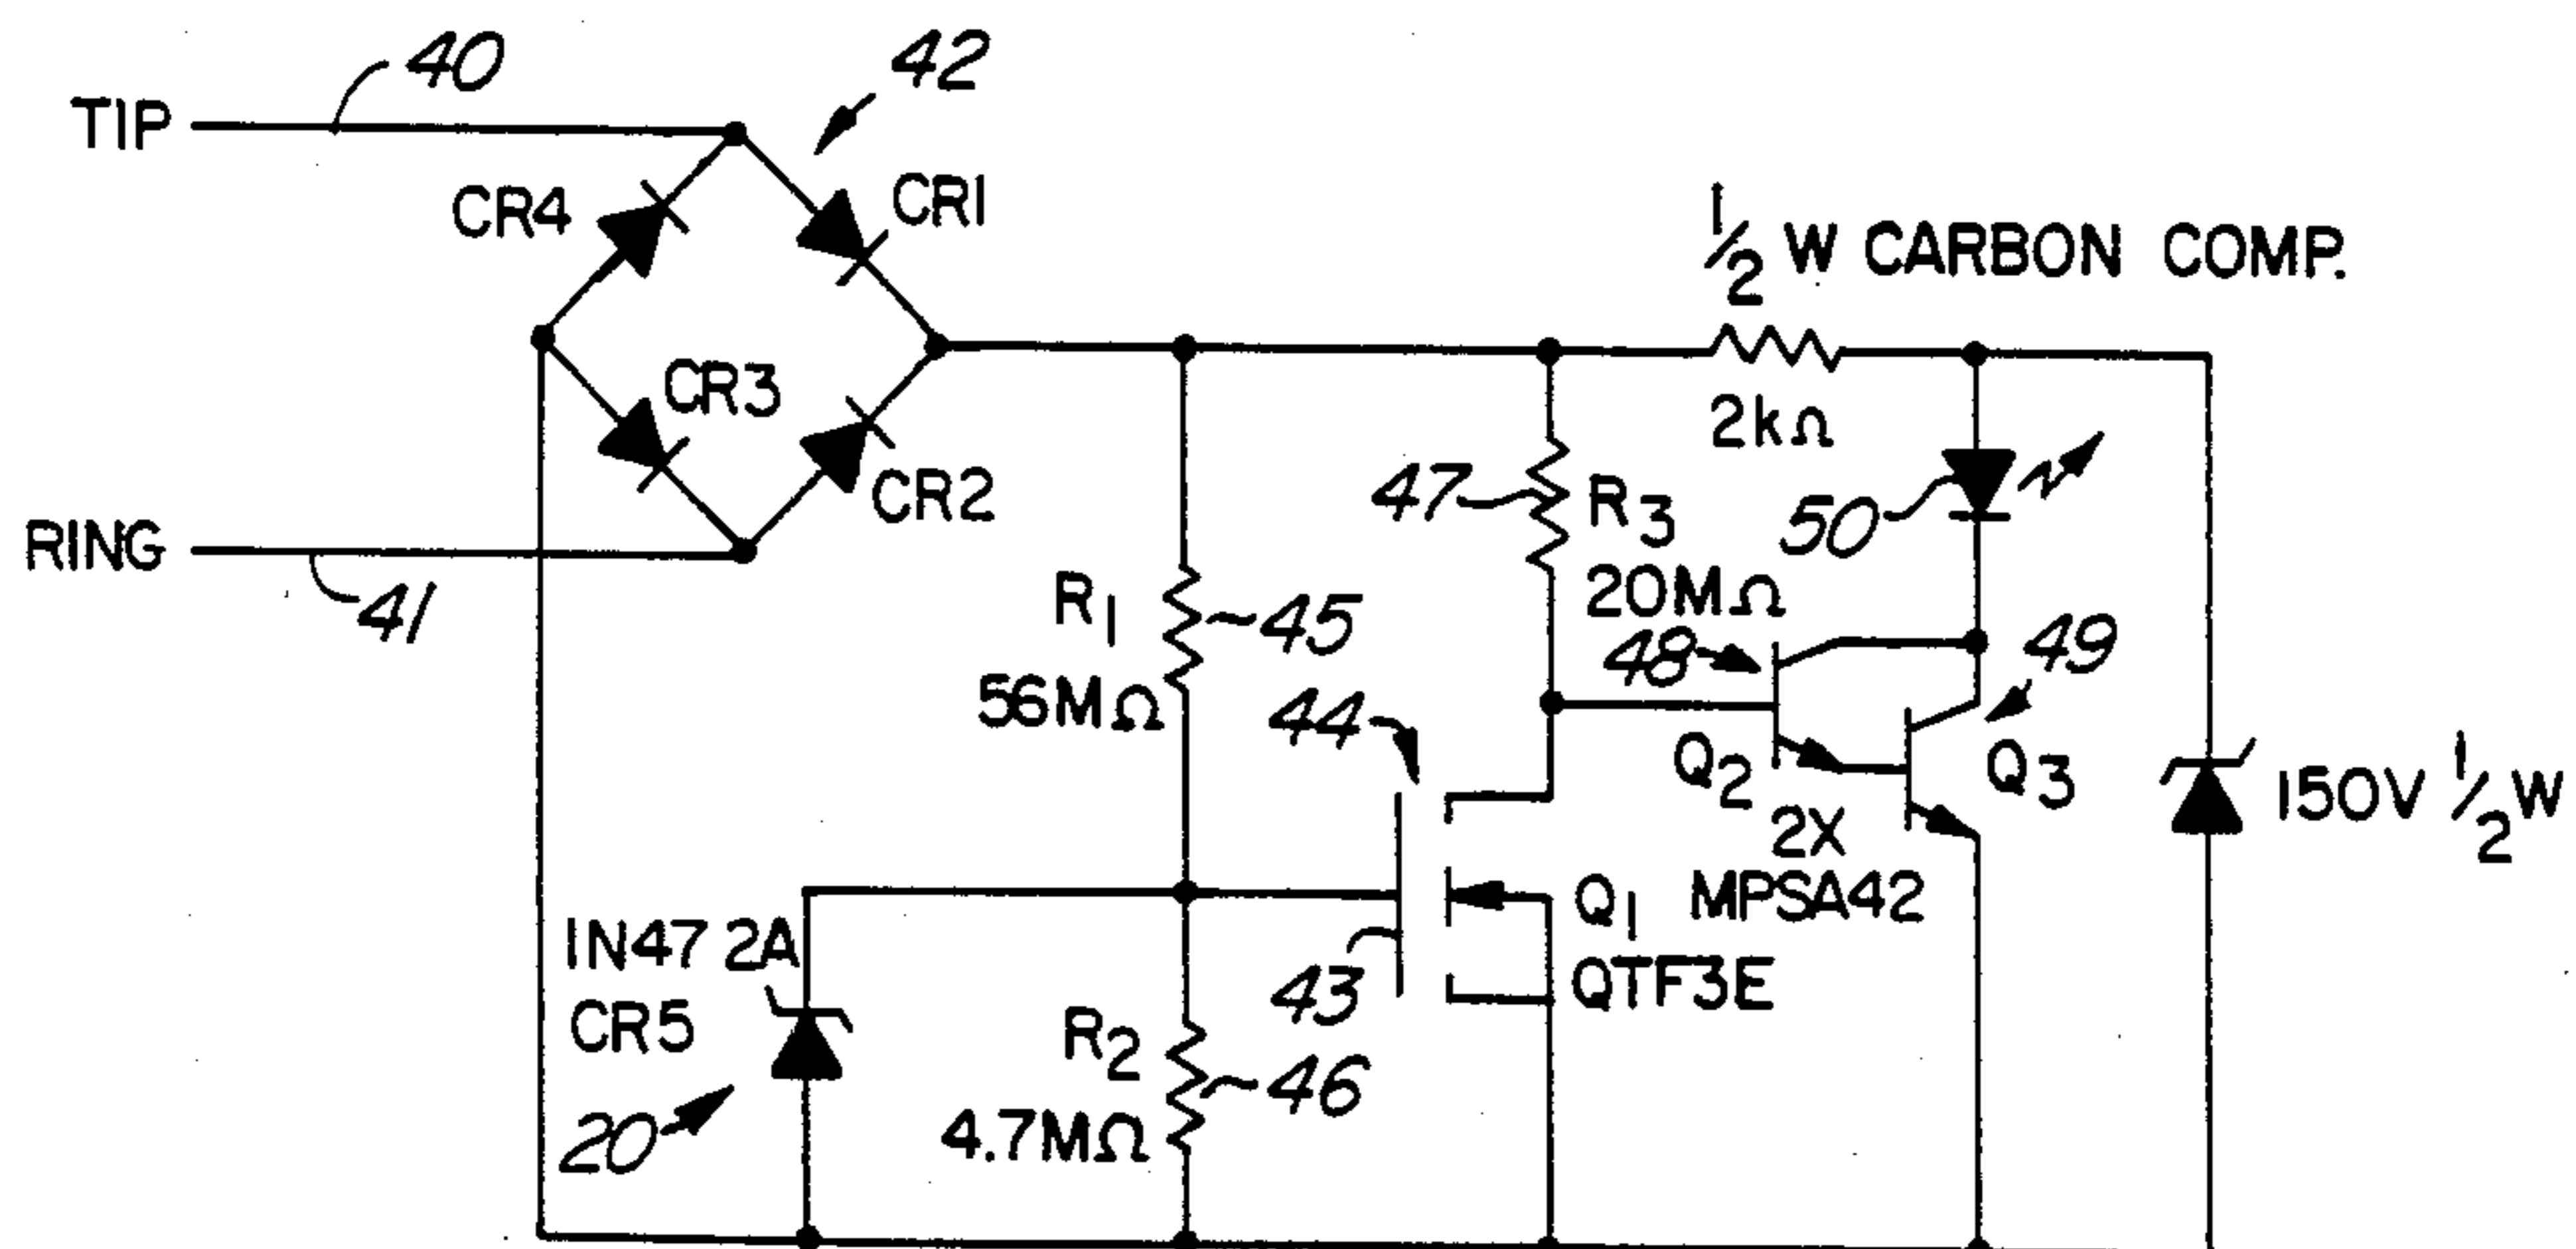 40
42
TIP
CR4
CR1
½ W CARBON COMP.
CR3
2kΩ
CR2
47
R3
50
RING
41
20MΩ
R1
45
56MΩ
48
49
44
Q2
Q3
2X
150V ½W
MPSA42
Q1
QTF3E
1N47 2A
CR5
43
R2
46
4.7MΩ
20